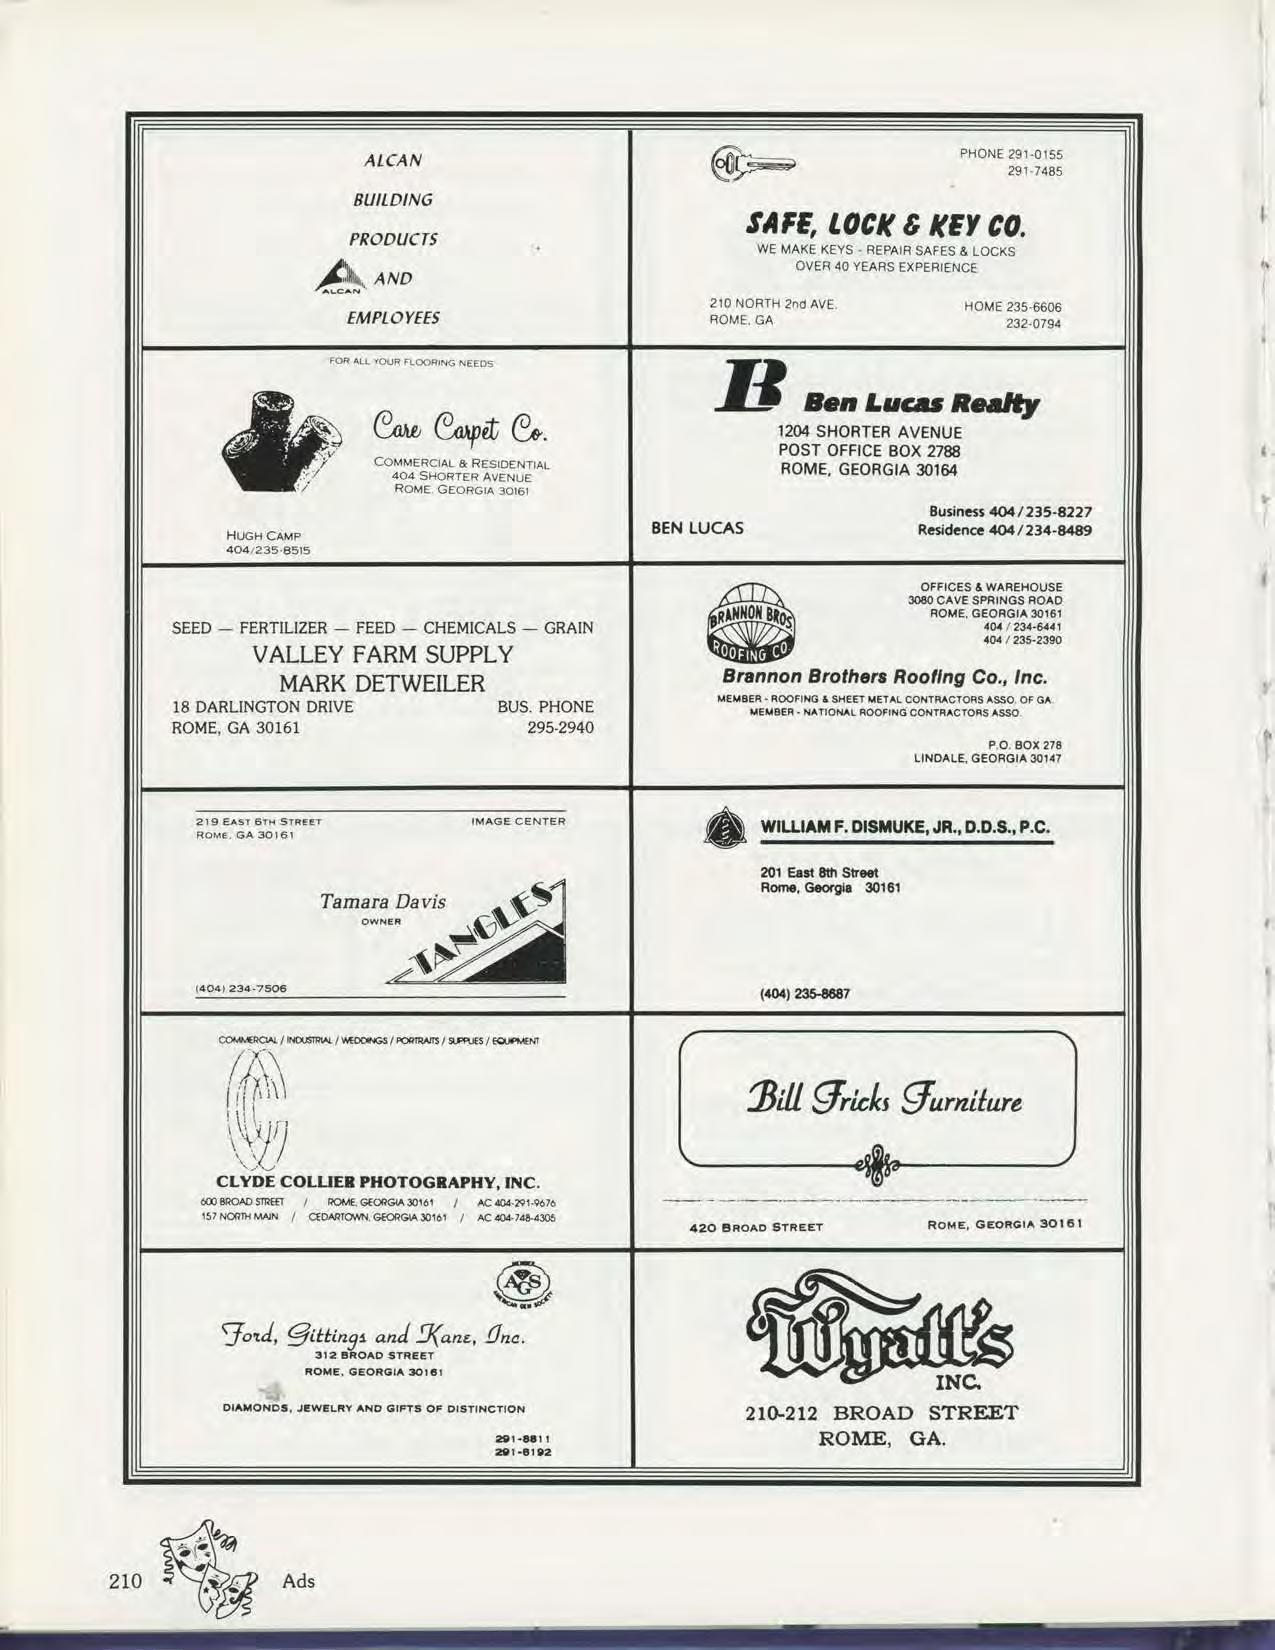 ALCAN
BUILDING
PRODUCTS
AND
ALCAN
EMPLOYEES
PHONE 291-0155
291-7485
SAFE, LOCK & KEY CO.
WE MAKE KEYS - REPAIR SAFES & LOCKS
OVER 40 YEARS EXPERIENCE
210 NORTH 2nd AVE. HOME 235-6606
ROME, GA 232-0794
FOR ALL YOUR FLOORING NEEDS
Care Carpet Co.
COMMERCIAL & RESIDENTIAL
404 SHORTER AVENUE
ROME, GEORGIA 30161
HUGH CAMP
404/235-8515
B Ben Lucas Realty
1204 SHORTER AVENUE
POST OFFICE BOX 2788
ROME, GEORGIA 30164
Business 404/235-8227
BEN LUCAS Residence 404/234-8489
SEED — FERTILIZER — FEED — CHEMICALS — GRAIN
VALLEY FARM SUPPLY
MARK DETWEILER
18 DARLINGTON DRIVE BUS. PHONE
ROME, GA 30161 295-2940
BRANNON BROS.
ROOFING CO.
OFFICES & WAREHOUSE
3080 CAVE SPRINGS ROAD
ROME, GEORGIA 30161
404 / 234-6441
404 / 235-2390
Brannon Brothers Roofing Co., Inc.
MEMBER - ROOFING & SHEET METAL CONTRACTORS ASSO. OF GA.
MEMBER - NATIONAL ROOFING CONTRACTORS ASSO.
P.O. BOX 278
LINDALE, GEORGIA 30147
219 EAST 6TH STREET IMAGE CENTER
ROME, GA 30161
Tamara Davis
OWNER
TANGLES
(404) 234-7506
WILLIAM F. DISMUKE, JR., D.D.S., P.C.
201 East 8th Street
Rome, Georgia 30161
(404) 235-8687
COMMERCIAL / INDUSTRIAL / WEDDINGS / PORTRAITS / SUPPLIES / EQUIPMENT
CLYDE COLLIER PHOTOGRAPHY, INC.
600 BROAD STREET / ROME, GEORGIA 30161 / AC 404-291-9676
157 NORTH MAIN / CEDARTOWN, GEORGIA 30161 / AC 404-748-4305
Bill Fricks Furniture
420 BROAD STREET ROME, GEORGIA 30161
MEMBER
AGS
AMERICAN GEM SOCIETY
Ford, Gittings and Kane, Inc.
312 BROAD STREET
ROME, GEORGIA 30161
DIAMONDS, JEWELRY AND GIFTS OF DISTINCTION
291-8811
291-6192
Wyatt's
INC.
210-212 BROAD STREET
ROME, GA.
210 Ads